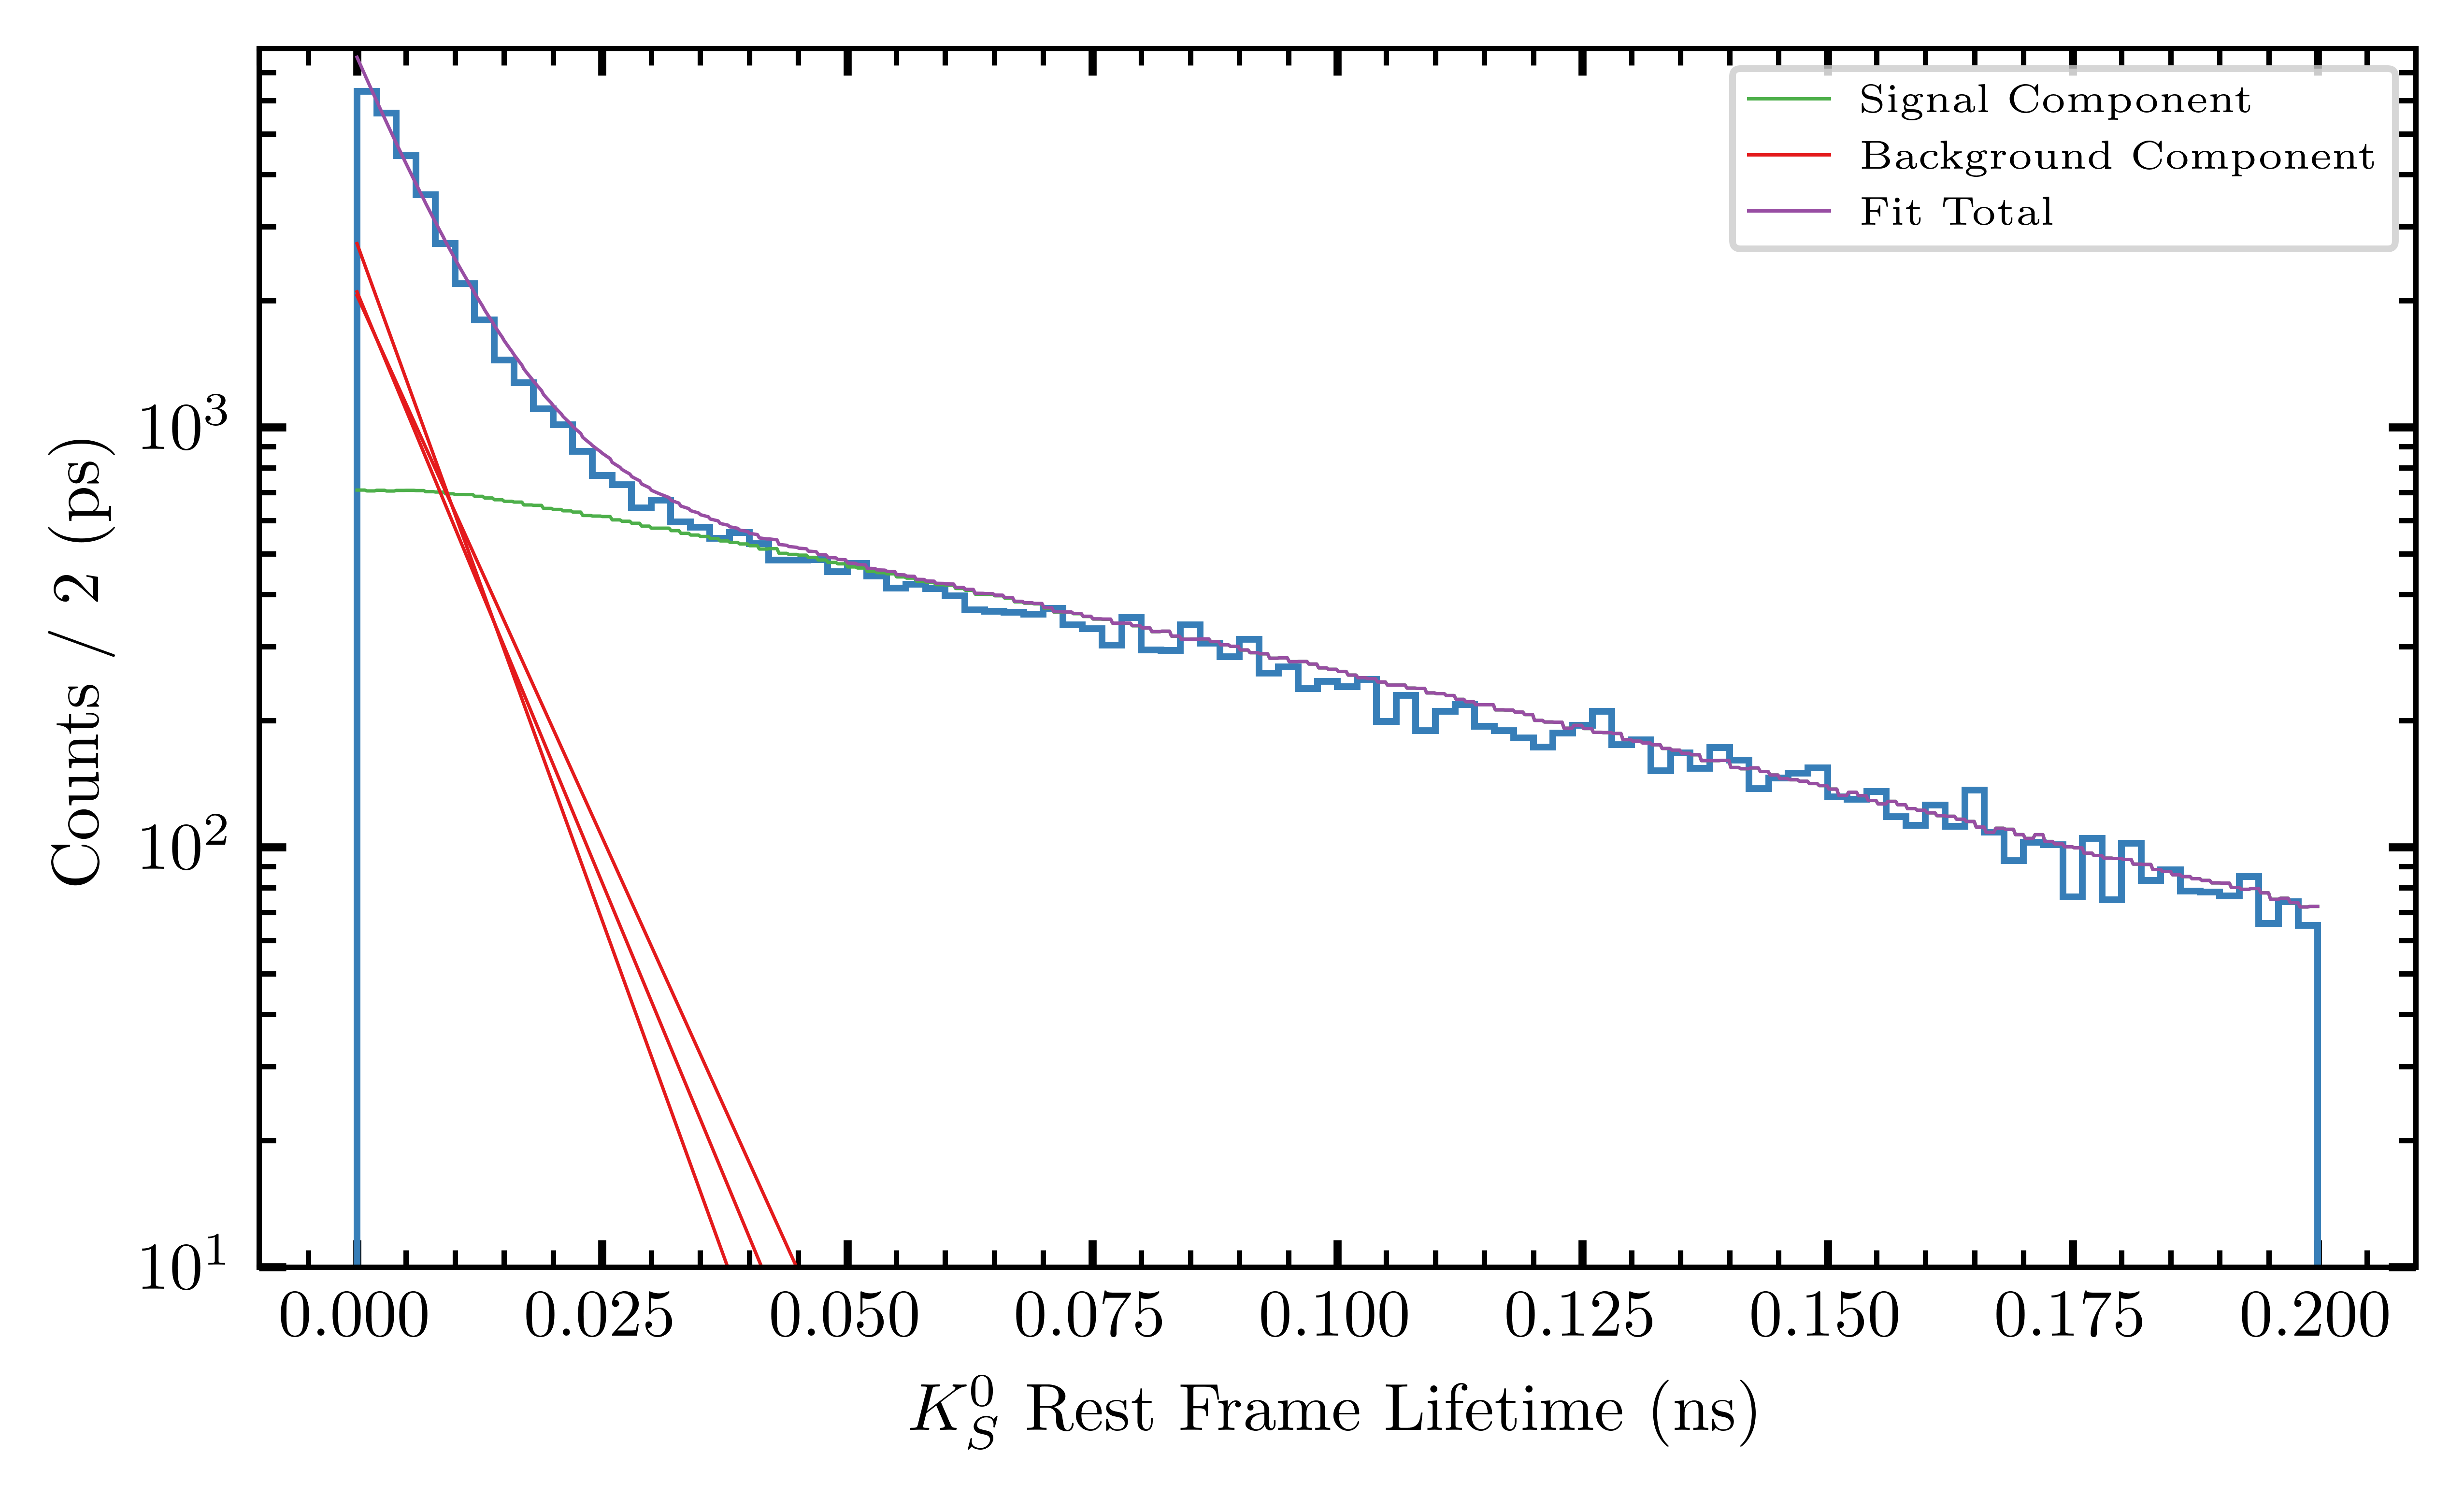 Signal Component
Background Component
Fit Total
Counts / 2 (ps)
10³
10²
10¹
0.000 0.025 0.050 0.075 0.100 0.125 0.150 0.175 0.200
K⁰_S Rest Frame Lifetime (ns)